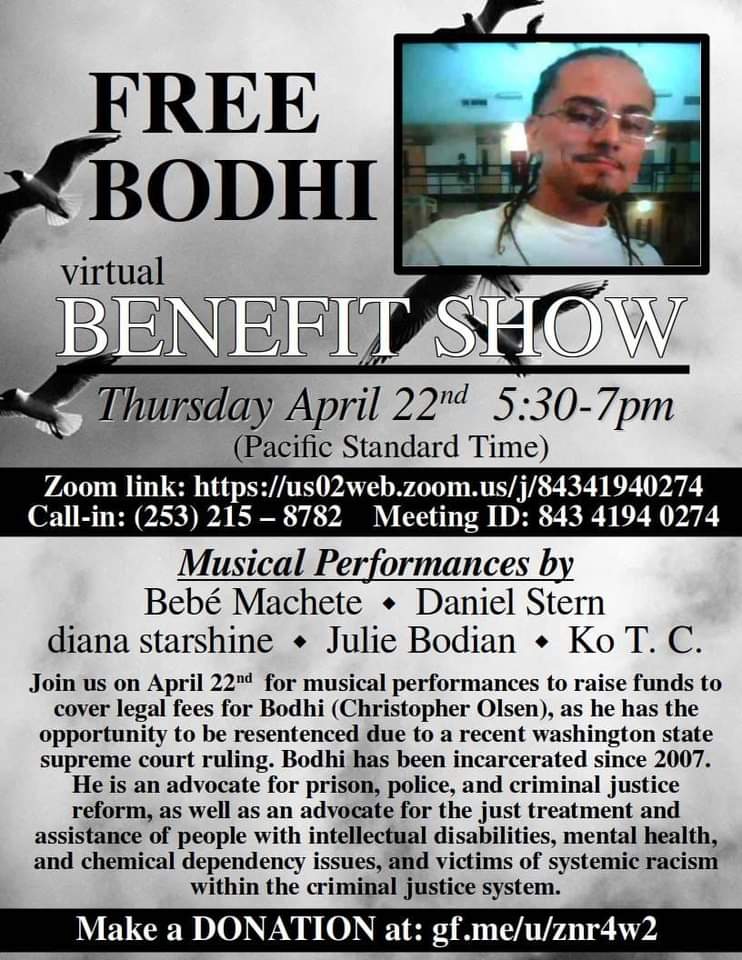 FREE
BODHI
virtual
BENEFIT SHOW
Thursday April 22nd 5:30-7pm
(Pacific Standard Time)
Zoom link: https://us02web.zoom.us/j/84341940274
Call-in: (253) 215 – 8782 Meeting ID: 843 4194 0274
Musical Performances by
Bebé Machete ⬥ Daniel Stern
diana starshine ⬥ Julie Bodian ⬥ Ko T. C.
Join us on April 22nd for musical performances to raise funds to
cover legal fees for Bodhi (Christopher Olsen), as he has the
opportunity to be resentenced due to a recent washington state
supreme court ruling. Bodhi has been incarcerated since 2007.
He is an advocate for prison, police, and criminal justice
reform, as well as an advocate for the just treatment and
assistance of people with intellectual disabilities, mental health,
and chemical dependency issues, and victims of systemic racism
within the criminal justice system.
Make a DONATION at: gf.me/u/znr4w2